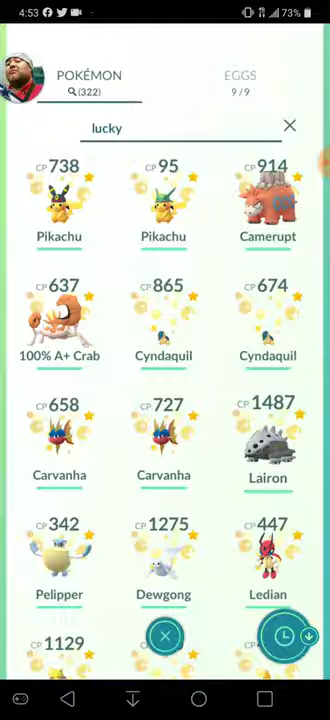 4:53
73%
POKÉMON
EGGS
(322)
9 / 9
lucky
CP 738
CP 95
CP 914
Pikachu
Pikachu
Camerupt
CP 637
CP 865
CP 674
100% A+ Crab
Cyndaquil
Cyndaquil
CP 658
CP 727
CP 1487
Carvanha
Carvanha
Lairon
CP 342
CP 1275
CP 447
Pelipper
Dewgong
Ledian
CP 1129